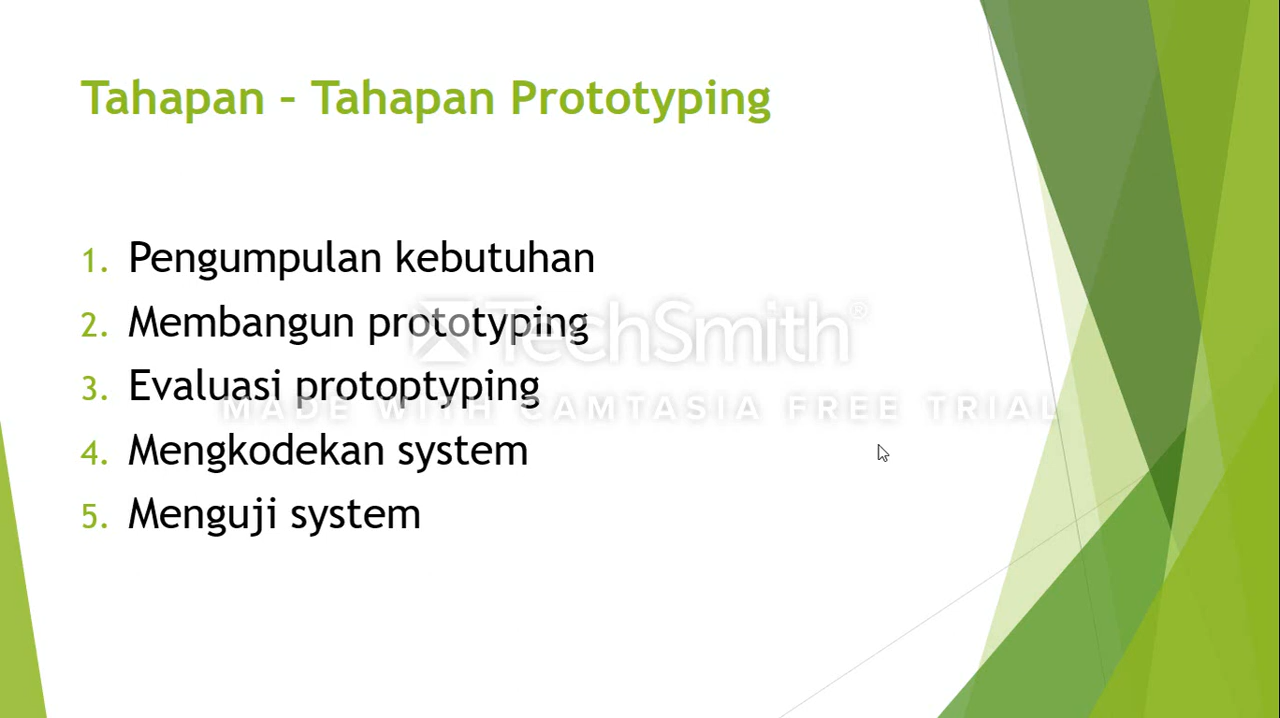 Tahapan – Tahapan Prototyping
1. Pengumpulan kebutuhan
2. Membangun prototyping
TechSmith®
3. Evaluasi protoptyping
MADE WITH CAMTASIA FREE TRIAL
4. Mengkodekan system
5. Menguji system